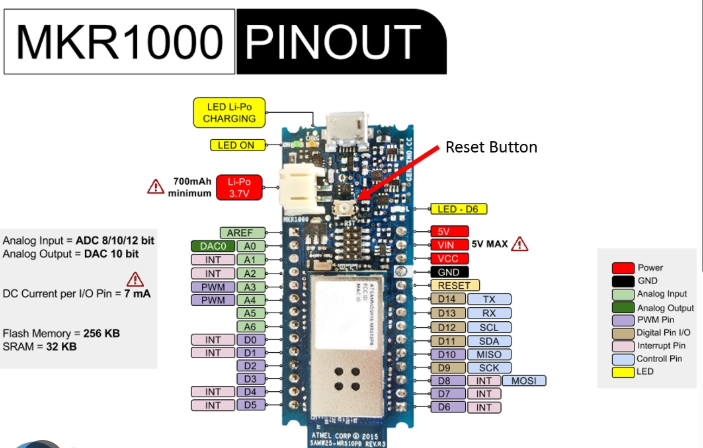 MKR1000 PINOUT
LED Li-Po
CHARGING
LED ON
Reset Button
700mAh
minimum
Li-Po
3.7V
LED - D6
MKR1000
RST
AREF
DAC0 A0
INT A1
INT A2
PWM A3
PWM A4
A5
A6
INT D0
INT D1
D2
D3
INT D4
INT D5
5V
VIN 5V MAX
VCC
GND
RESET
D14 TX
D13 RX
D12 SCL
D11 SDA
D10 MISO
D9 SCK
D8 INT MOSI
D7 INT
D6 INT
Analog Input = ADC 8/10/12 bit
Analog Output = DAC 10 bit
DC Current per I/O Pin = 7 mA
Flash Memory = 256 KB
SRAM = 32 KB
Power
GND
Analog Input
Analog Output
PWM Pin
Digital Pin I/O
Interrupt Pin
Controll Pin
LED
ATMEL CORP © 2015
SAMW25-MR510PB REV.R3